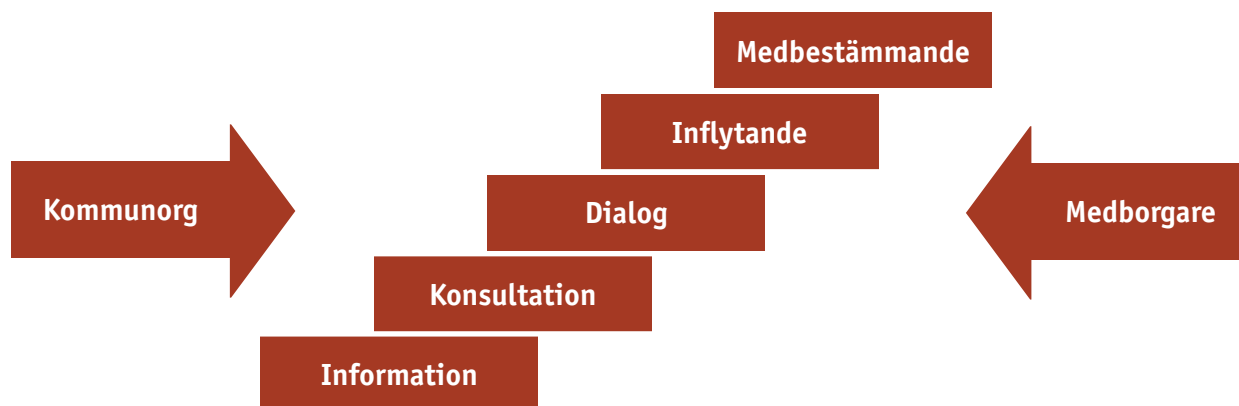 Medbestämmande
Inflytande
Kommunorg
Dialog
Medborgare
Konsultation
Information